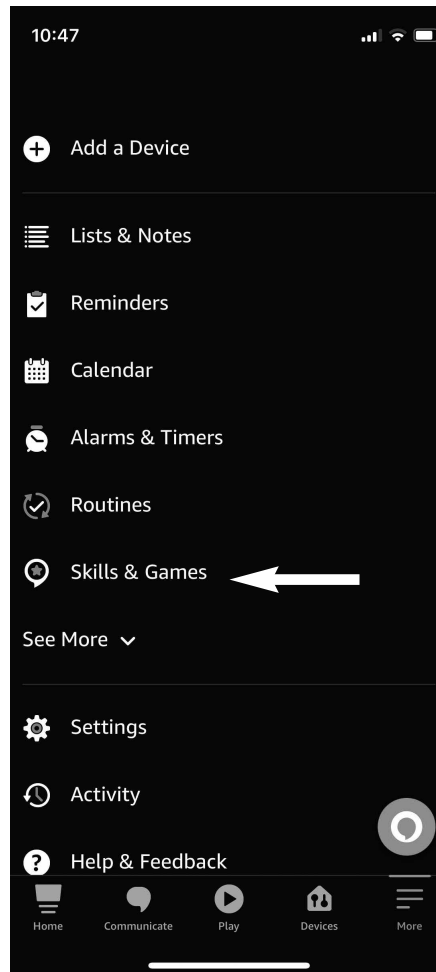 10:47
Add a Device
Lists & Notes
Reminders
Calendar
Alarms & Timers
Routines
Skills & Games
See More
Settings
Activity
Help & Feedback
Home Communicate Play Devices More